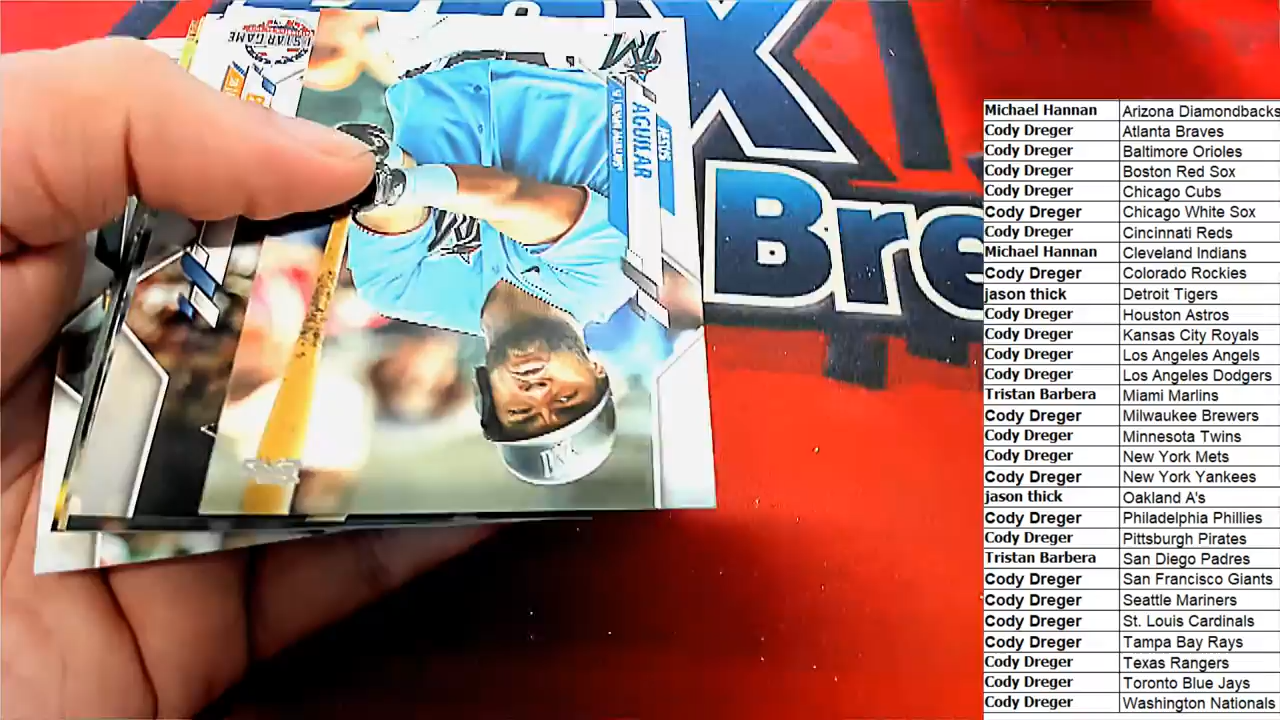 STAR GAME
JESUS
AGUILAR
M
X
Bre
Michael Hannan Arizona Diamondbacks
Cody Dreger Atlanta Braves
Cody Dreger Baltimore Orioles
Cody Dreger Boston Red Sox
Cody Dreger Chicago Cubs
Cody Dreger Chicago White Sox
Cody Dreger Cincinnati Reds
Michael Hannan Cleveland Indians
Cody Dreger Colorado Rockies
jason thick Detroit Tigers
Cody Dreger Houston Astros
Cody Dreger Kansas City Royals
Cody Dreger Los Angeles Angels
Cody Dreger Los Angeles Dodgers
Tristan Barbera Miami Marlins
Cody Dreger Milwaukee Brewers
Cody Dreger Minnesota Twins
Cody Dreger New York Mets
Cody Dreger New York Yankees
jason thick Oakland A's
Cody Dreger Philadelphia Phillies
Cody Dreger Pittsburgh Pirates
Tristan Barbera San Diego Padres
Cody Dreger San Francisco Giants
Cody Dreger Seattle Mariners
Cody Dreger St. Louis Cardinals
Cody Dreger Tampa Bay Rays
Cody Dreger Texas Rangers
Cody Dreger Toronto Blue Jays
Cody Dreger Washington Nationals